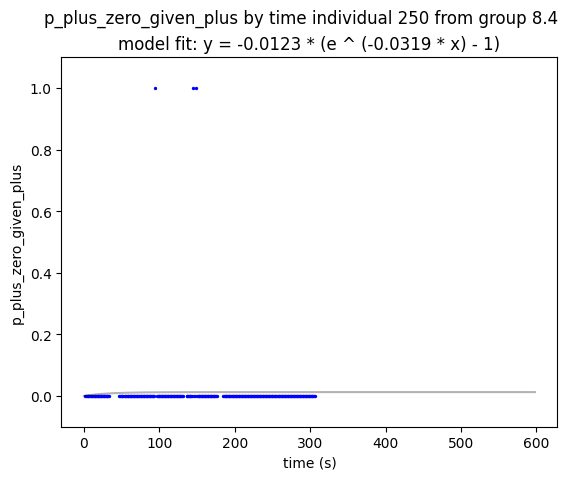 p_plus_zero_given_plus by time individual 250 from group 8.4
model fit: y = -0.0123 * (e ^ (-0.0319 * x) - 1)
p_plus_zero_given_plus
1.0
0.8
0.6
0.4
0.2
0.0
0 100 200 300 400 500 600
time (s)